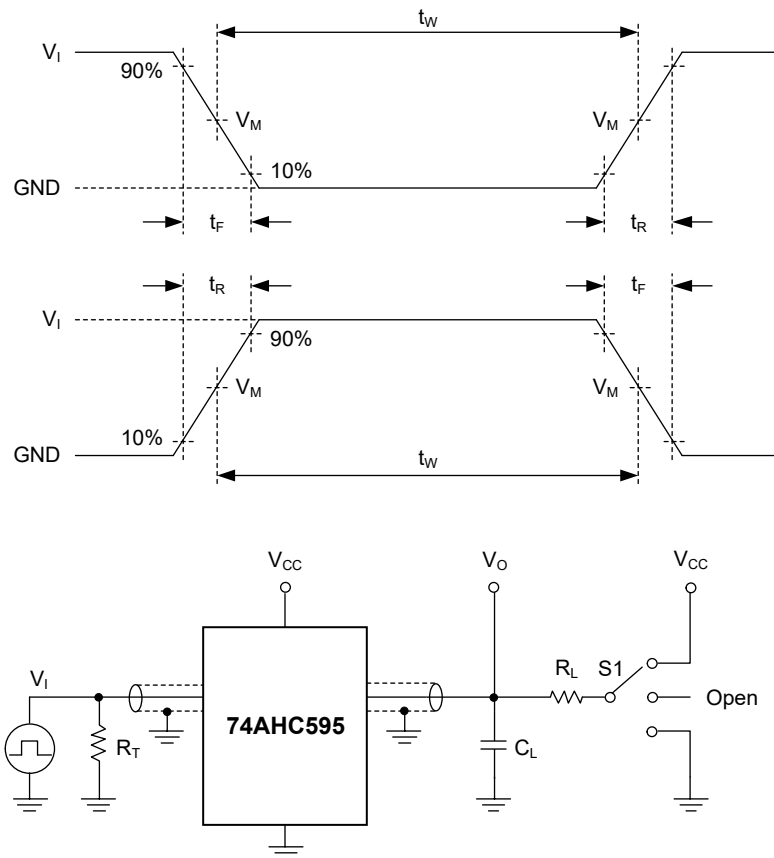 t_W
V_I
90%
V_M
V_M
10%
GND
t_F
t_R
t_R
t_F
V_I
90%
V_M
V_M
10%
GND
t_W
V_CC
V_O
V_CC
R_L
S1
V_I
Open
74AHC595
R_T
C_L